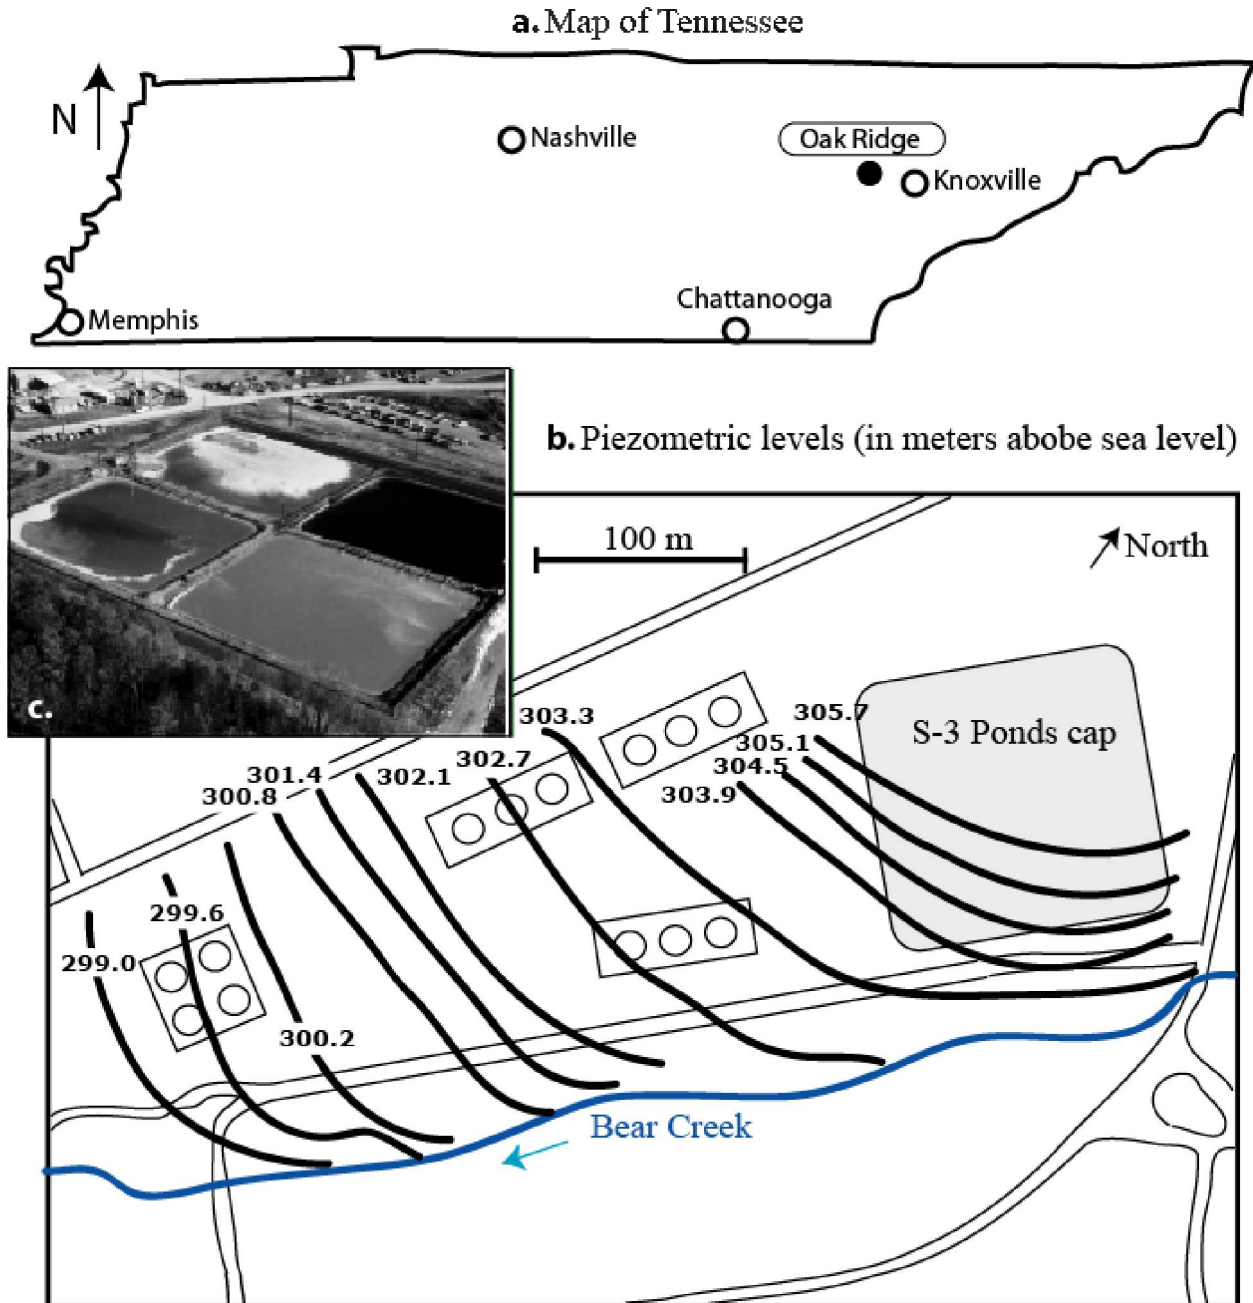 a. Map of Tennessee
N
Nashville
Oak Ridge
Knoxville
Chattanooga
Memphis
b. Piezometric levels (in meters abobe sea level)
100 m
North
c.
303.3
305.7
S-3 Ponds cap
305.1
302.7
304.5
301.4
302.1
303.9
300.8
299.6
299.0
300.2
Bear Creek